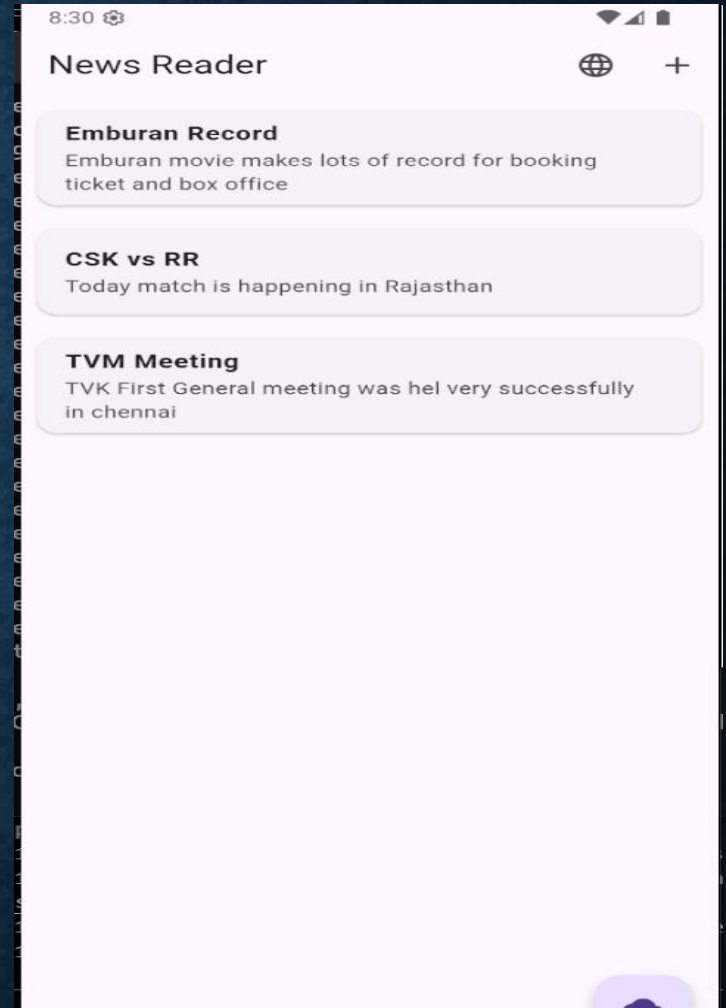 8:30
News Reader
Emburan Record
Emburan movie makes lots of record for booking
ticket and box office
CSK vs RR
Today match is happening in Rajasthan
TVM Meeting
TVK First General meeting was hel very successfully
in chennai